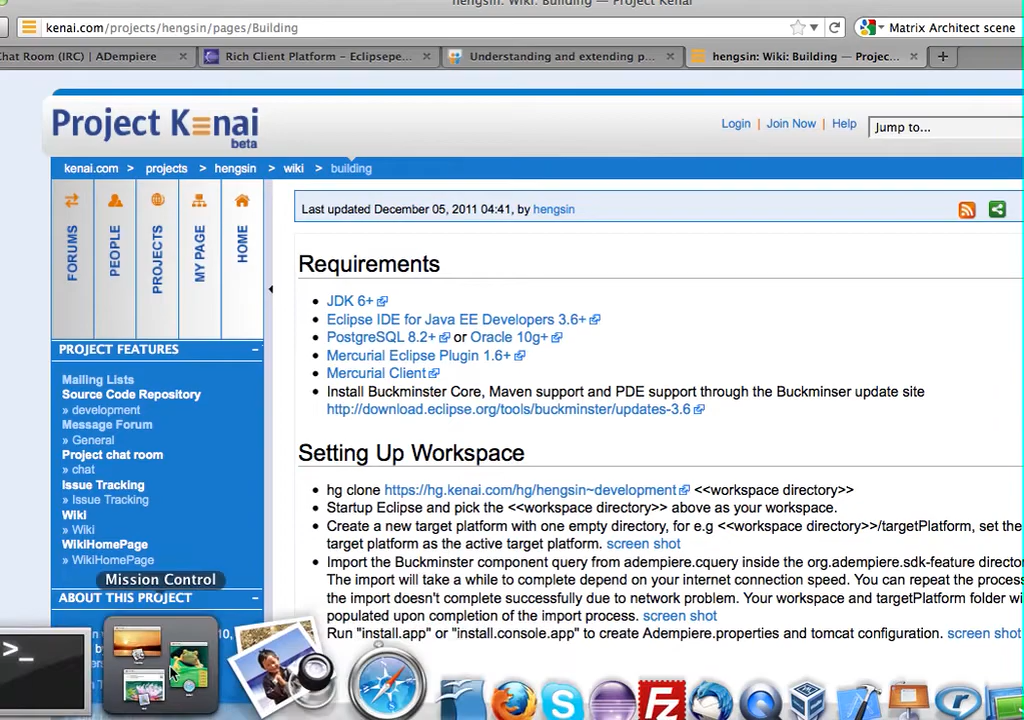 hengsin: Wiki: Building — Project Kenai
kenai.com/projects/hengsin/pages/Building
Matrix Architect scene
hat Room (IRC) | ADempiere
Rich Client Platform – Eclipsepe...
Understanding and extending p...
hengsin: Wiki: Building — Projec...
Project Kenai
beta
Login | Join Now | Help
Jump to...
kenai.com > projects > hengsin > wiki > building
FORUMS
PEOPLE
PROJECTS
MY PAGE
HOME
Last updated December 05, 2011 04:41, by hengsin
Requirements
JDK 6+
Eclipse IDE for Java EE Developers 3.6+
PostgreSQL 8.2+ or Oracle 10g+
Mercurial Eclipse Plugin 1.6+
Mercurial Client
Install Buckminster Core, Maven support and PDE support through the Buckminser update site
http://download.eclipse.org/tools/buckminster/updates-3.6
PROJECT FEATURES
Mailing Lists
Source Code Repository
» development
Message Forum
» General
Project chat room
» chat
Issue Tracking
» Issue Tracking
Wiki
» Wiki
WikiHomePage
» WikiHomePage
Mission Control
ABOUT THIS PROJECT
Setting Up Workspace
hg clone https://hg.kenai.com/hg/hengsin~development <<workspace directory>>
Startup Eclipse and pick the <<workspace directory>> above as your workspace.
Create a new target platform with one empty directory, for e.g <<workspace directory>>/targetPlatform, set the
target platform as the active target platform. screen shot
Import the Buckminster component query from adempiere.cquery inside the org.adempiere.sdk-feature director
The import will take a while to complete depend on your internet connection speed. You can repeat the process
the import doesn't complete successfully due to network problem. Your workspace and targetPlatform folder wi
populated upon completion of the import process. screen shot
Run "install.app" or "install.console.app" to create Adempiere.properties and tomcat configuration. screen shot